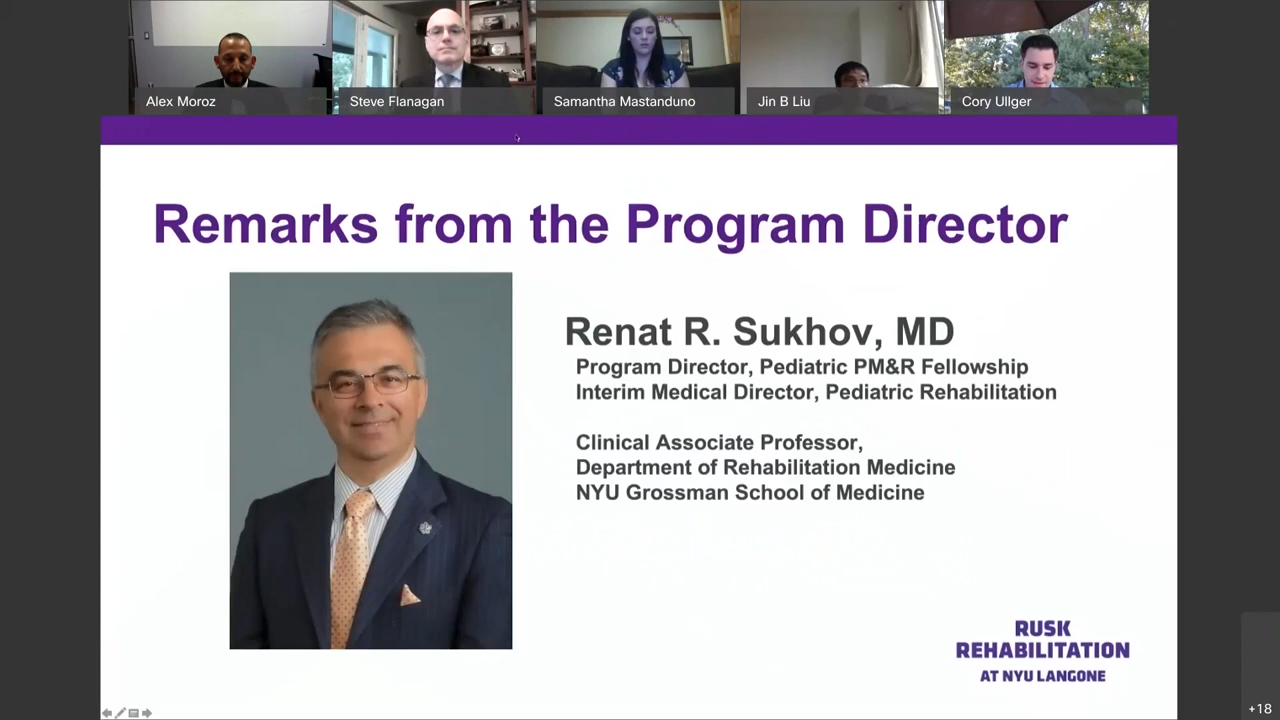 Alex Moroz
Steve Flanagan
Samantha Mastanduno
Jin B Liu
Cory Ullger
Remarks from the Program Director
Renat R. Sukhov, MD
Program Director, Pediatric PM&R Fellowship
Interim Medical Director, Pediatric Rehabilitation
Clinical Associate Professor,
Department of Rehabilitation Medicine
NYU Grossman School of Medicine
RUSK
REHABILITATION
AT NYU LANGONE
+18